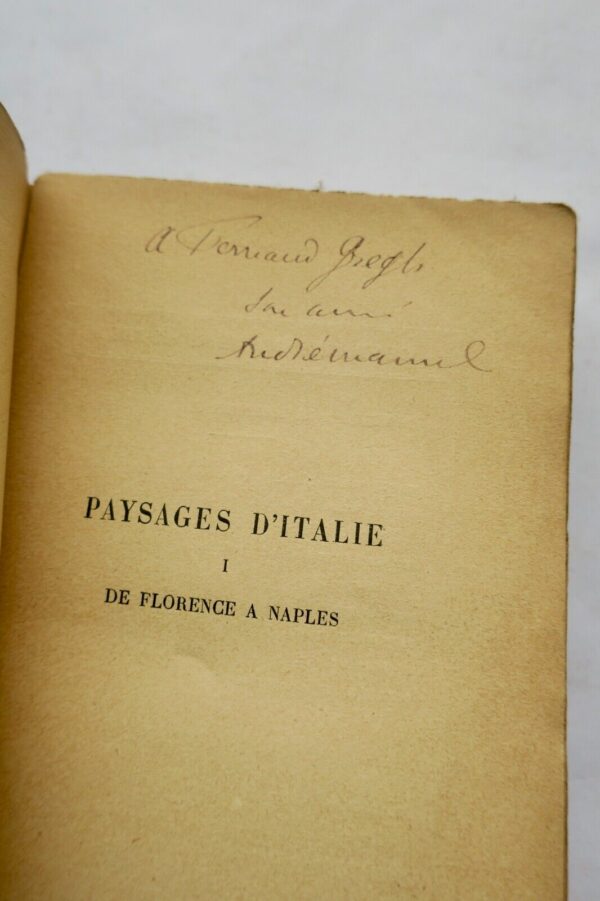 A Fernand Gregh
son ami
André Maurel
PAYSAGES D'ITALIE
I
DE FLORENCE A NAPLES